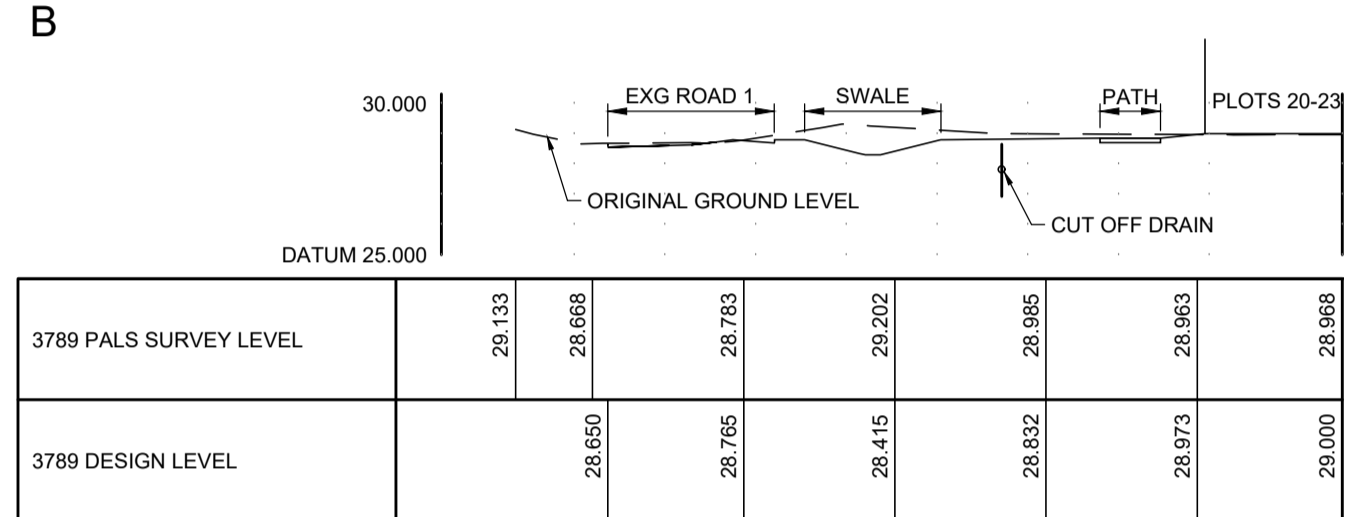 B
30.000
EXG ROAD 1
SWALE
PATH
PLOTS 20-23
ORIGINAL GROUND LEVEL
CUT OFF DRAIN
DATUM 25.000
3789 PALS SURVEY LEVEL
29.133
28.668
28.783
29.202
28.985
28.963
28.968
3789 DESIGN LEVEL
28.650
28.765
28.415
28.832
28.973
29.000